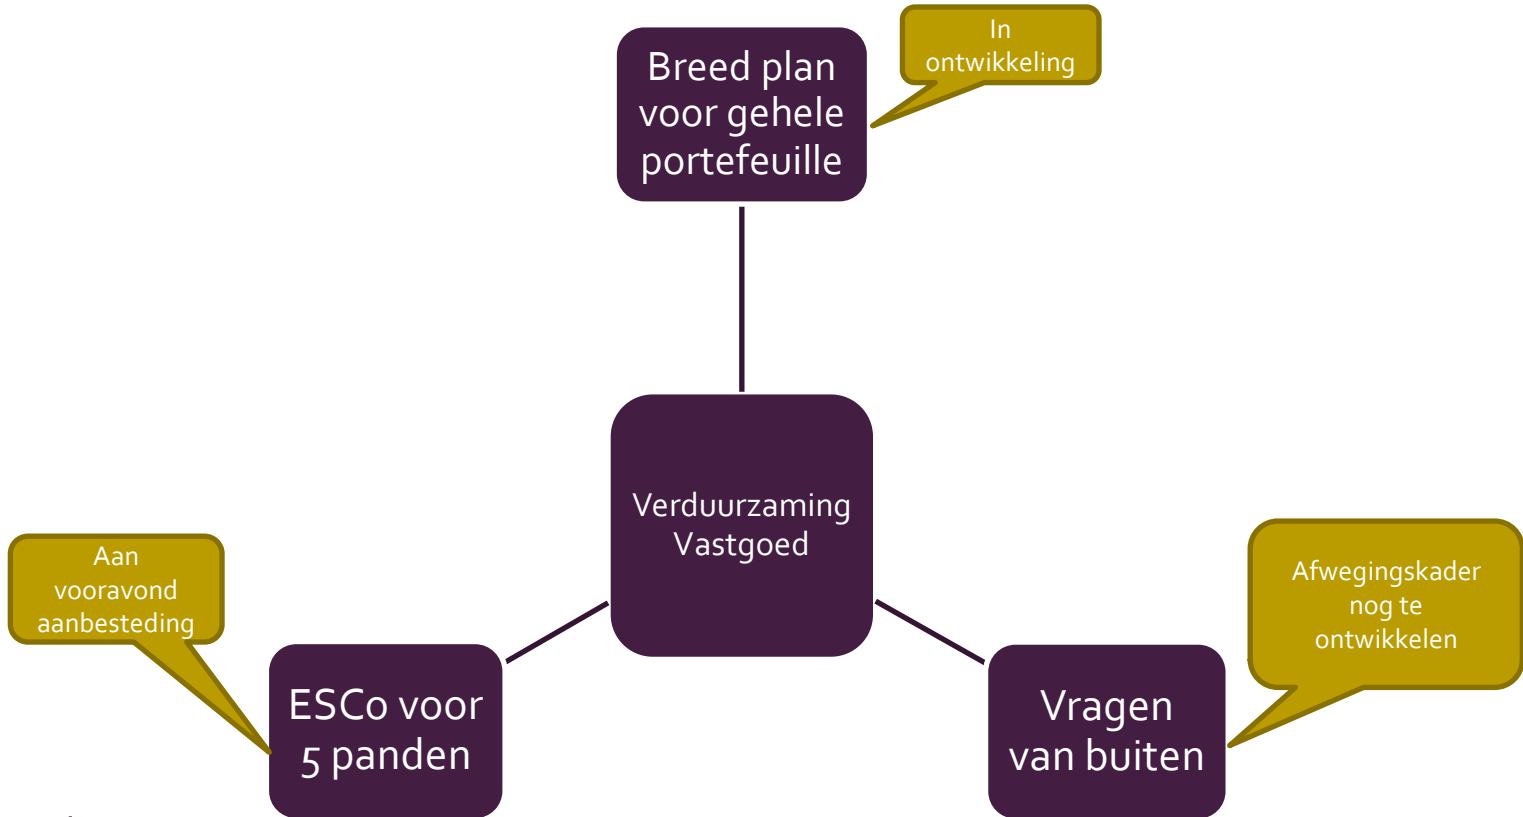 In
ontwikkeling
Breed plan
voor gehele
portefeuille
Verduurzaming
Vastgoed
Aan
vooravond
aanbesteding
ESCo voor
5 panden
Afwegingskader
nog te
ontwikkelen
Vragen
van buiten